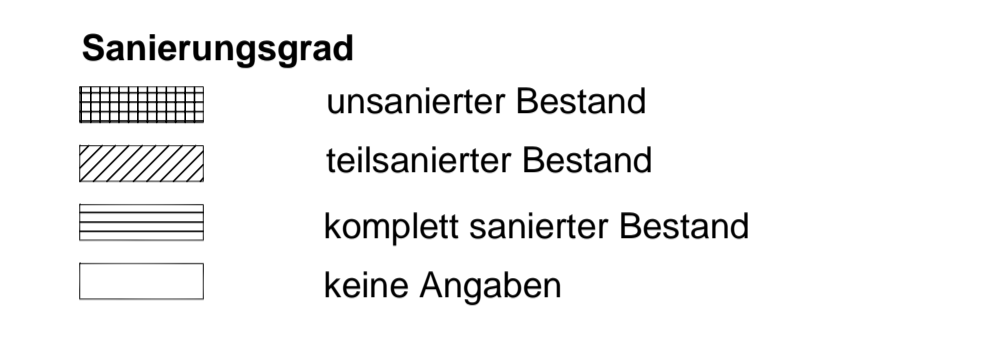 Sanierungsgrad
unsanierter Bestand
teilsanierter Bestand
komplett sanierter Bestand
keine Angaben